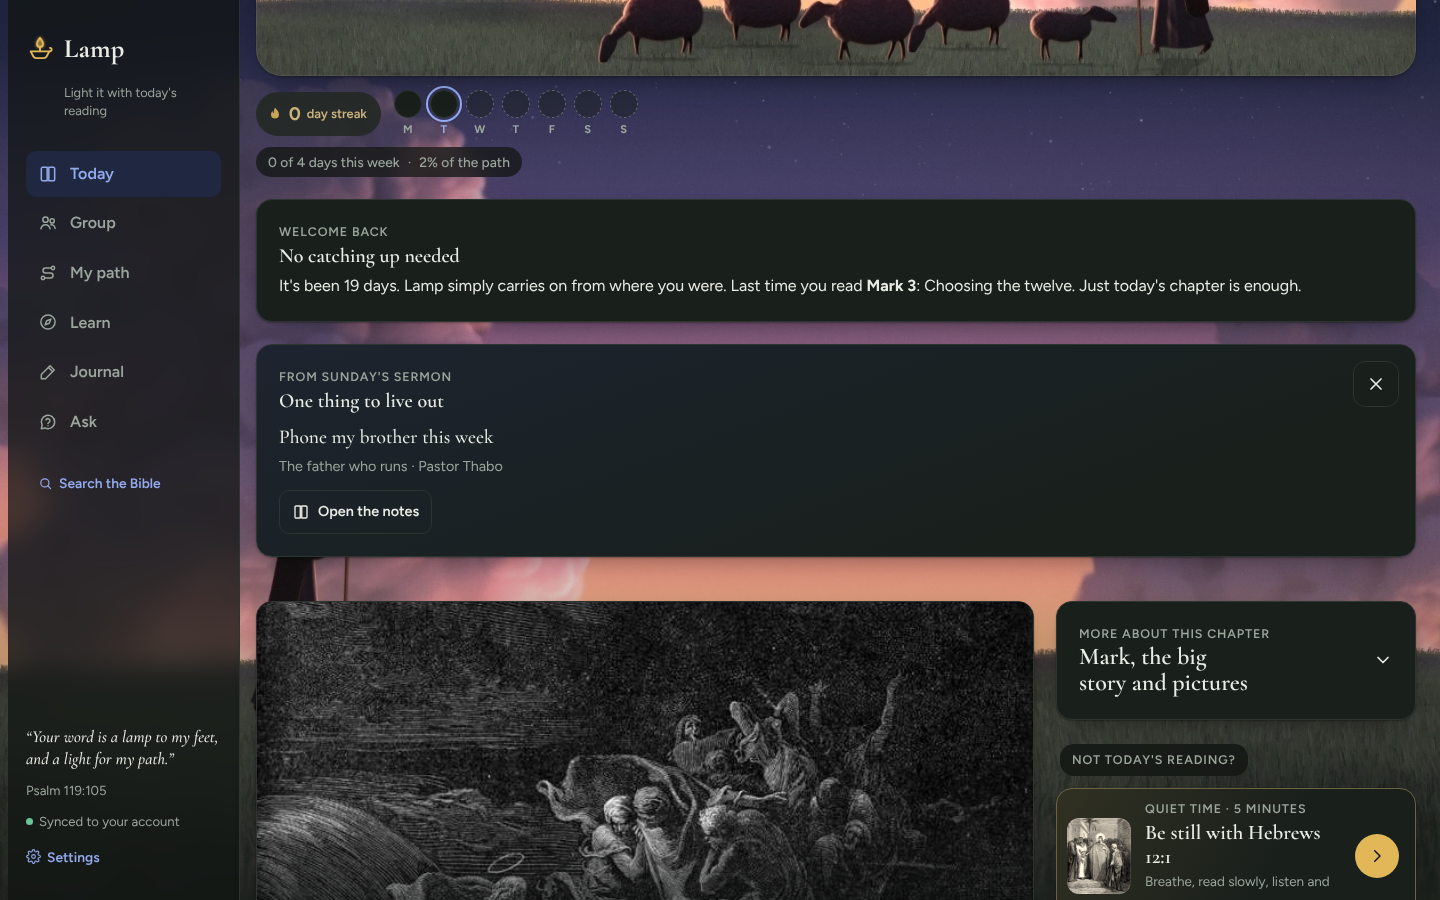 Lamp
Light it with today's
reading
Today
Group
My path
Learn
Journal
Ask
Search the Bible
“Your word is a lamp to my feet,
and a light for my path.”
Psalm 119:105
Synced to your account
Settings
0 day streak
M T W T F S S
0 of 4 days this week · 2% of the path
WELCOME BACK
No catching up needed
It's been 19 days. Lamp simply carries on from where you were. Last time you read Mark 3: Choosing the twelve. Just today's chapter is enough.
FROM SUNDAY'S SERMON
One thing to live out
Phone my brother this week
The father who runs · Pastor Thabo
Open the notes
MORE ABOUT THIS CHAPTER
Mark, the big
story and pictures
NOT TODAY'S READING?
QUIET TIME · 5 MINUTES
Be still with Hebrews
12:1
Breathe, read slowly, listen and